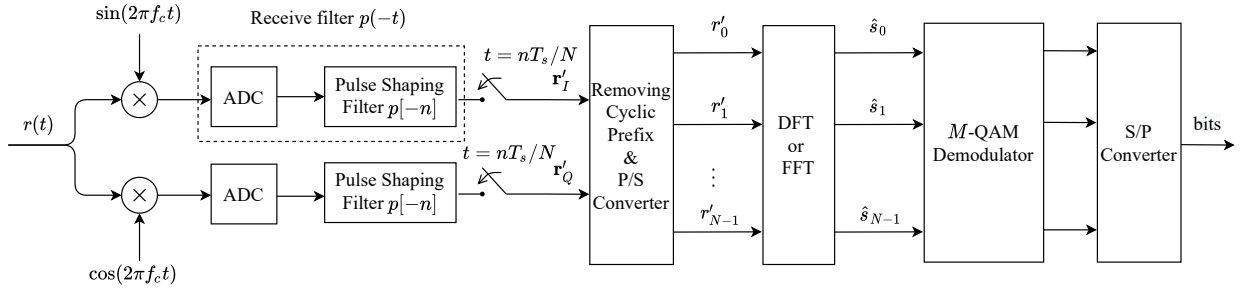 sin(2πf_c t)
Receive filter p(−t)
r(t)
×
ADC
Pulse Shaping
Filter p[−n]
t = nT_s/N
r′_I
×
ADC
Pulse Shaping
Filter p[−n]
t = nT_s/N
r′_Q
cos(2πf_c t)
Removing
Cyclic
Prefix
&
P/S
Converter
r′_0
r′_1
⋮
r′_{N−1}
DFT
or
FFT
ŝ_0
ŝ_1
ŝ_{N−1}
M-QAM
Demodulator
S/P
Converter
bits